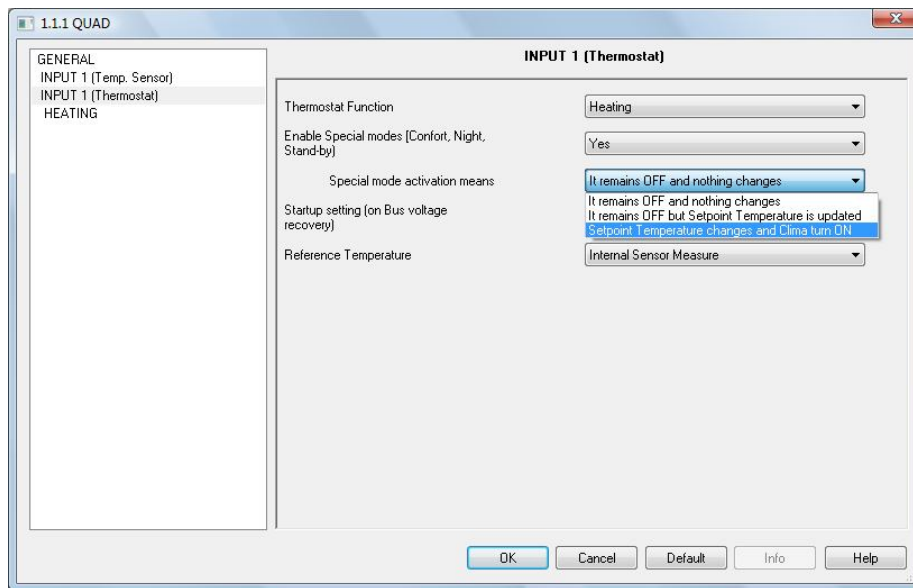 1.1.1 QUAD
GENERAL
INPUT 1 (Temp. Sensor)
INPUT 1 (Thermostat)
HEATING
INPUT 1 (Thermostat)
Thermostat Function
Heating
Enable Special modes (Confort, Night,
Stand-by)
Yes
Special mode activation means
It remains OFF and nothing changes
It remains OFF and nothing changes
It remains OFF but Setpoint Temperature is updated
Setpoint Temperature changes and Clima turn ON
Startup setting (on Bus voltage
recovery)
Reference Temperature
Internal Sensor Measure
OK
Cancel
Default
Info
Help